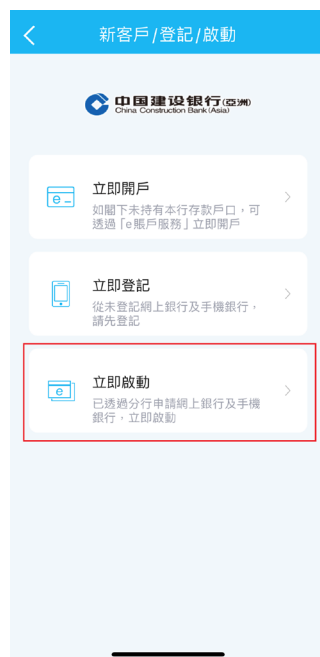 新客戶/登記/啟動
中国建设银行(亞洲)
China Construction Bank (Asia)
立即開戶
e
如閣下未持有本行存款戶口，可
透過「e賬戶服務」立即開戶
立即登記
從未登記網上銀行及手機銀行，
請先登記
立即啟動
e
已透過分行申請網上銀行及手機
銀行，立即啟動